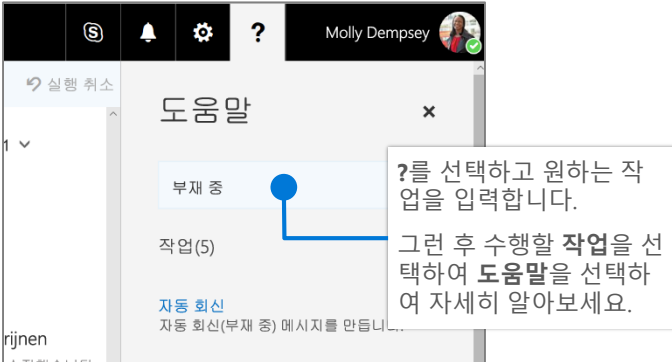 ?
Molly Dempsey
실행 취소
도움말
×
1
부재 중
?를 선택하고 원하는 작
업을 입력합니다.
그런 후 수행할 작업을 선
택하여 도움말을 선택하
여 자세히 알아보세요.
작업(5)
자동 회신
자동 회신(부재 중) 메시지를 만듭니다.
rijnen